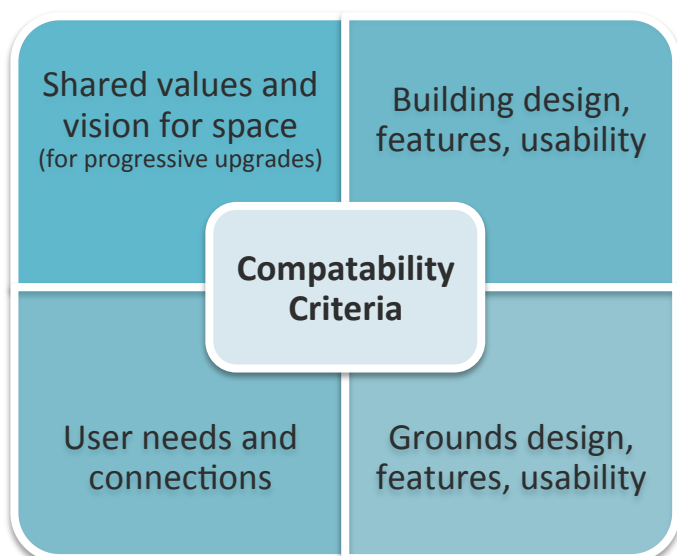 Shared values and
vision for space
(for progressive upgrades)
Building design,
features, usability
Compatability
Criteria
User needs and
connections
Grounds design,
features, usability